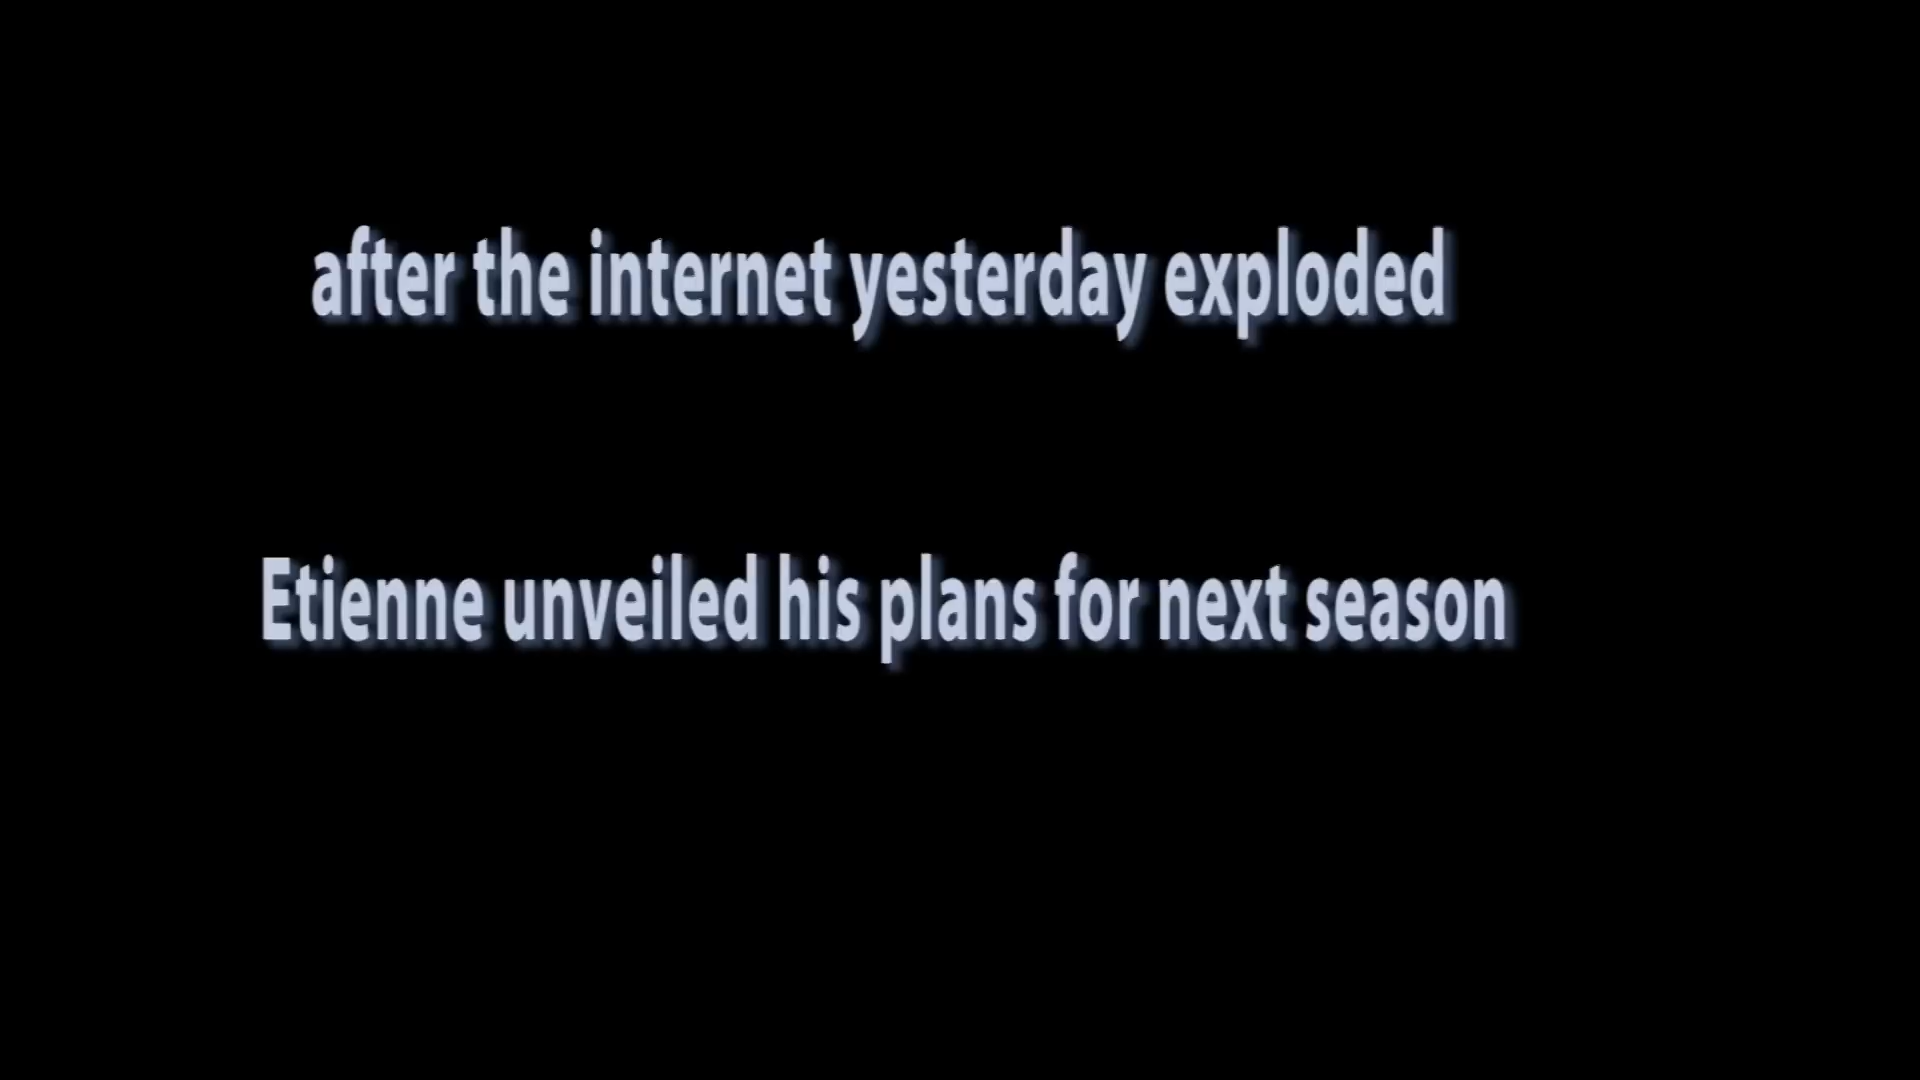 after the internet yesterday exploded
Etienne unveiled his plans for next season